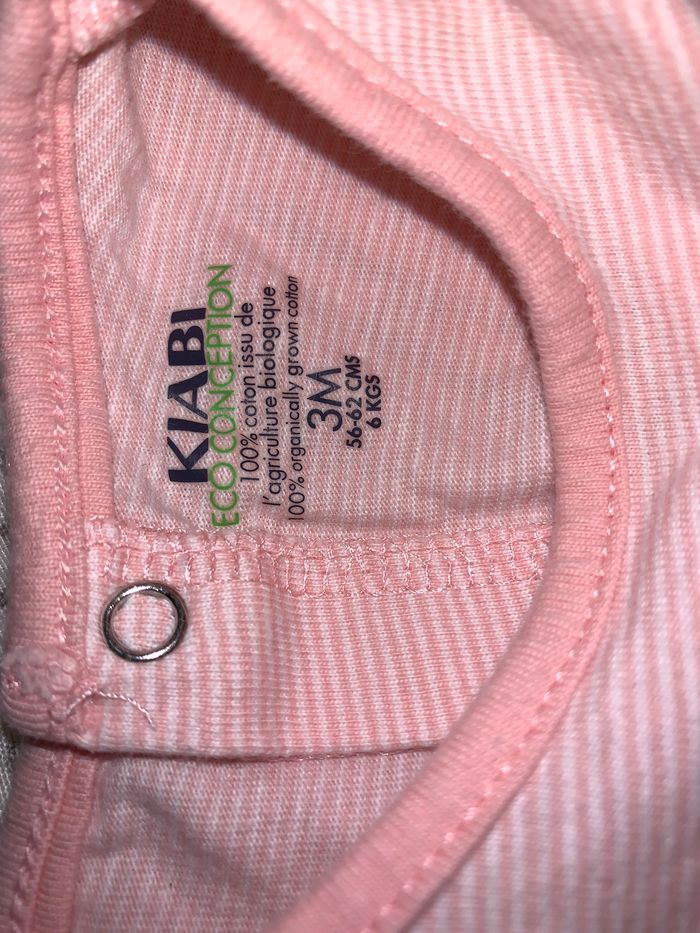 KIABI
ECO CONCEPTION
100% coton issu de
l'agriculture biologique
100% organically grown cotton
3M
56-62 CMS
6 KGS